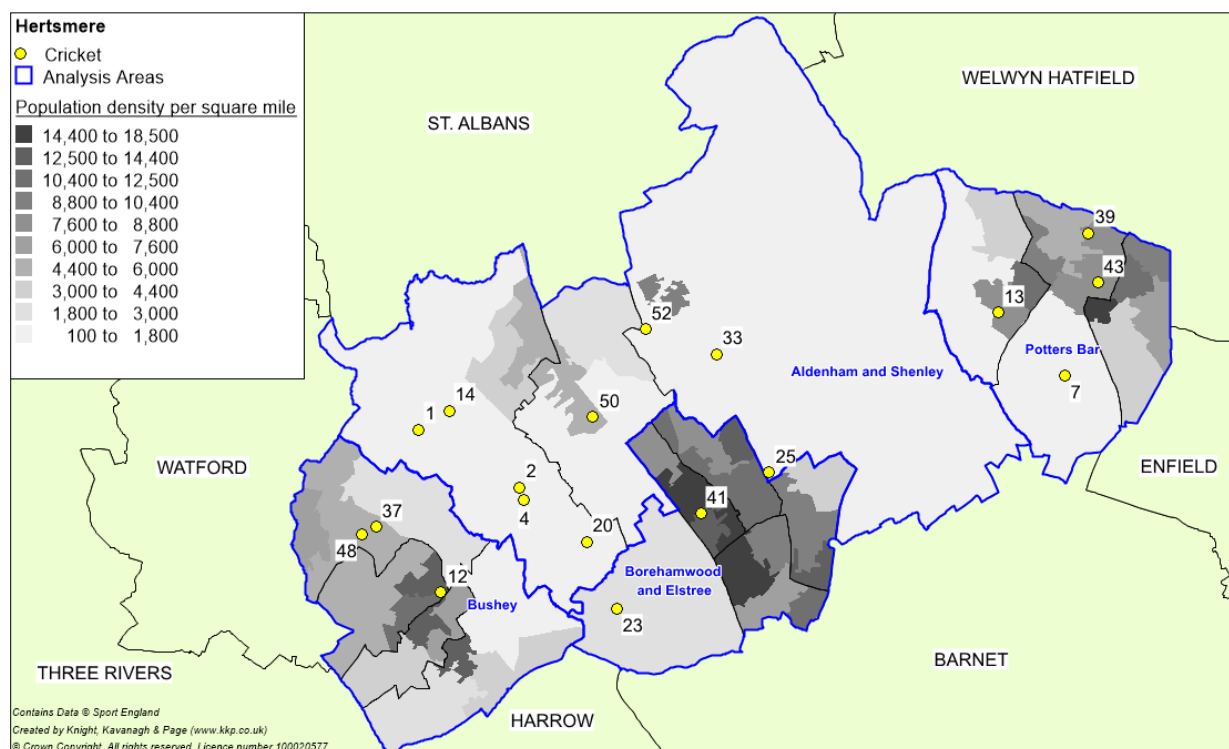 Hertsmere
Cricket
Analysis Areas
Population density per square mile
14,400 to 18,500
12,500 to 14,400
10,400 to 12,500
8,800 to 10,400
7,600 to 8,800
6,000 to 7,600
4,400 to 6,000
3,000 to 4,400
1,800 to 3,000
100 to 1,800
WELWYN HATFIELD
ST. ALBANS
39
43
13
52
33
Potters Bar
Aldenham and Shenley
7
14
1
50
WATFORD
ENFIELD
25
2
4
41
37
48
20
12
Borehamwood
and Elstree
Bushey
23
THREE RIVERS
BARNET
HARROW
Contains Data © Sport England
Created by Knight, Kavanagh & Page (www.kkp.co.uk)
© Crown Copyright. All rights reserved. Licence number 100020577